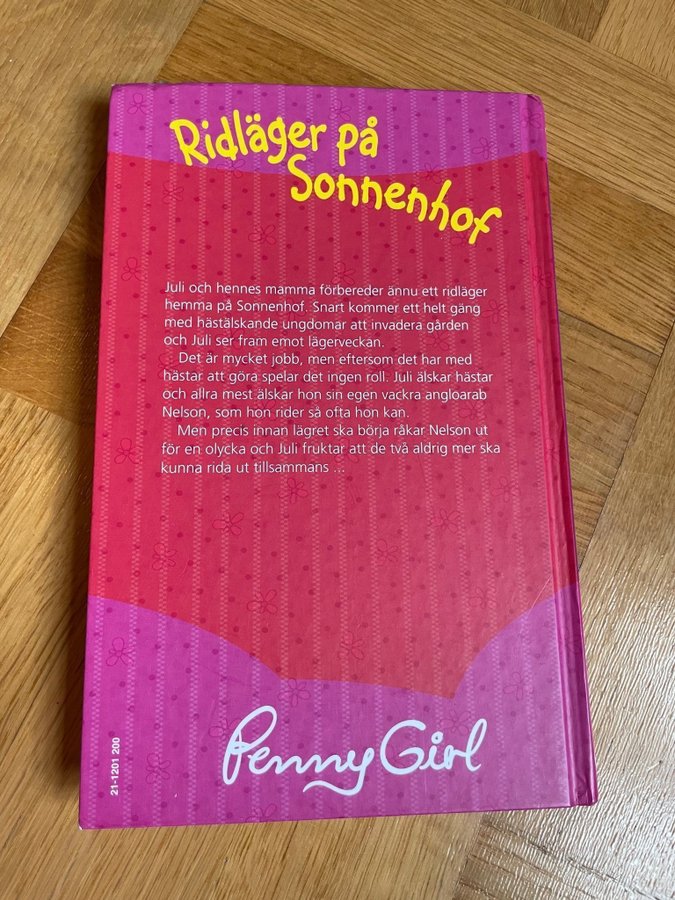 Ridläger på
Sonnenhof
Juli och hennes mamma förbereder ännu ett ridläger
hemma på Sonnenhof. Snart kommer ett helt gäng
med hästälskande ungdomar att invadera gården
och Juli ser fram emot lägerveckan.
Det är mycket jobb, men eftersom det har med
hästar att göra spelar det ingen roll. Juli älskar hästar
och allra mest älskar hon sin egen vackra angloarab
Nelson, som hon rider så ofta hon kan.
Men precis innan lägret ska börja råkar Nelson ut
för en olycka och Juli fruktar att de två aldrig mer ska
kunna rida ut tillsammans ...
Penny Girl
21-1201 200